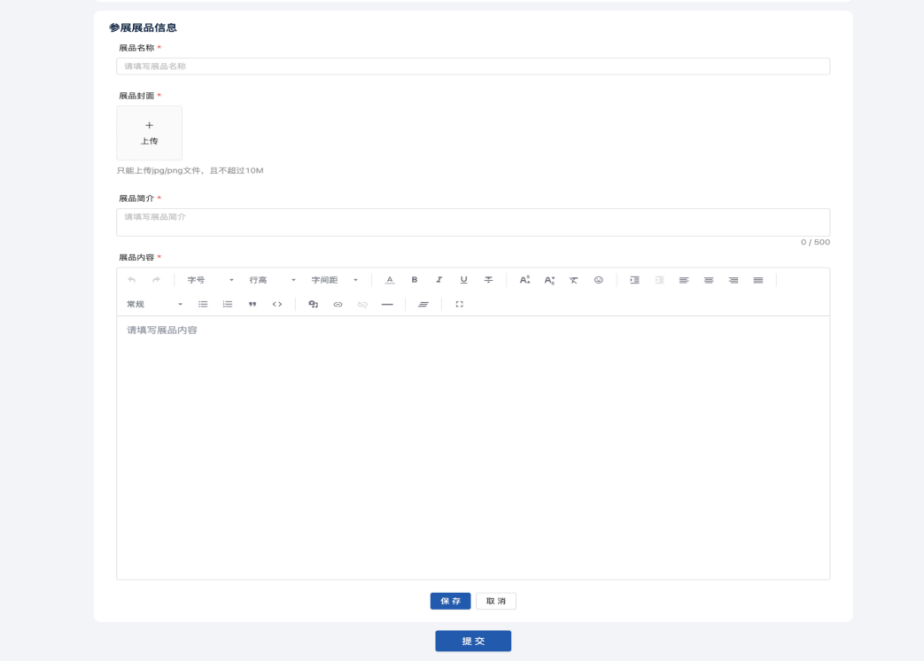 参展展品信息
展品名称 *
请填写展品名称
展品封面 *
+
上传
只能上传jpg/png文件，且不超过10M
展品简介 *
请填写展品简介
0 / 500
展品内容 *
字号 行高 字间距 A B I U
常规
请填写展品内容
保存 取消
提交